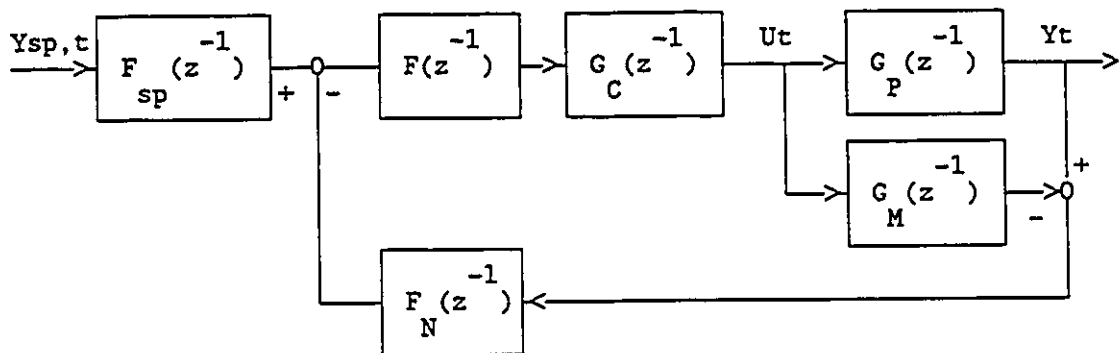 Ysp,t
F_sp(z^-1)
+
-
F(z^-1)
G_C(z^-1)
Ut
G_P(z^-1)
Yt
G_M(z^-1)
+
-
F_N(z^-1)